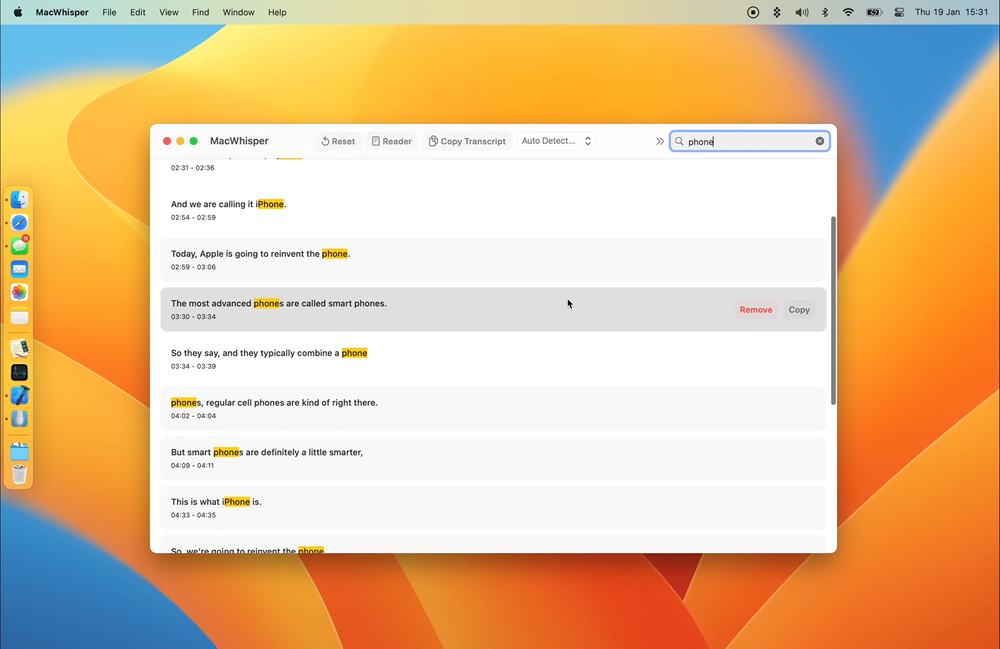 MacWhisper File Edit View Find Window Help Thu 19 Jan 15:31
MacWhisper Reset Reader Copy Transcript Auto Detect... phone
02:31 - 02:36
And we are calling it iPhone.
02:54 - 02:59
Today, Apple is going to reinvent the phone.
02:59 - 03:06
The most advanced phones are called smart phones.
03:30 - 03:34
Remove Copy
So they say, and they typically combine a phone
03:34 - 03:39
phones, regular cell phones are kind of right there.
04:02 - 04:04
But smart phones are definitely a little smarter,
04:09 - 04:11
This is what iPhone is.
04:33 - 04:35
So, we're going to reinvent the phone